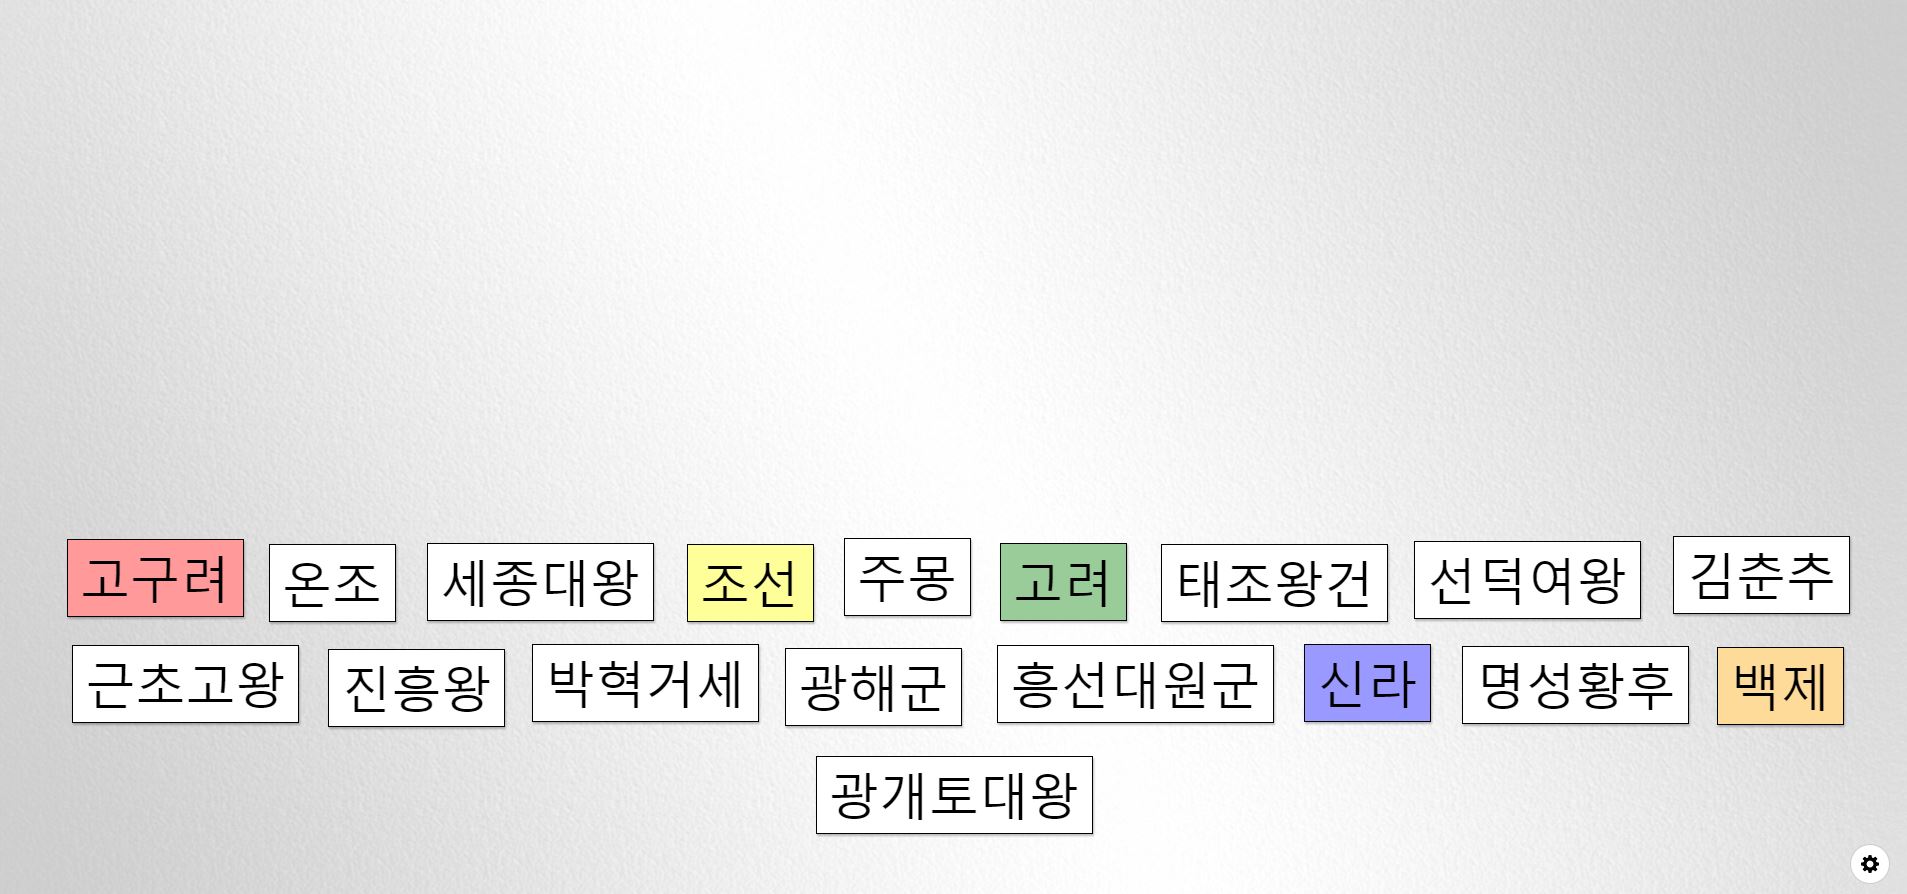 고구려 온조 세종대왕 조선 주몽 고려 태조왕건 선덕여왕 김춘추
근초고왕 진흥왕 박혁거세 광해군 흥선대원군 신라 명성황후 백제
광개토대왕